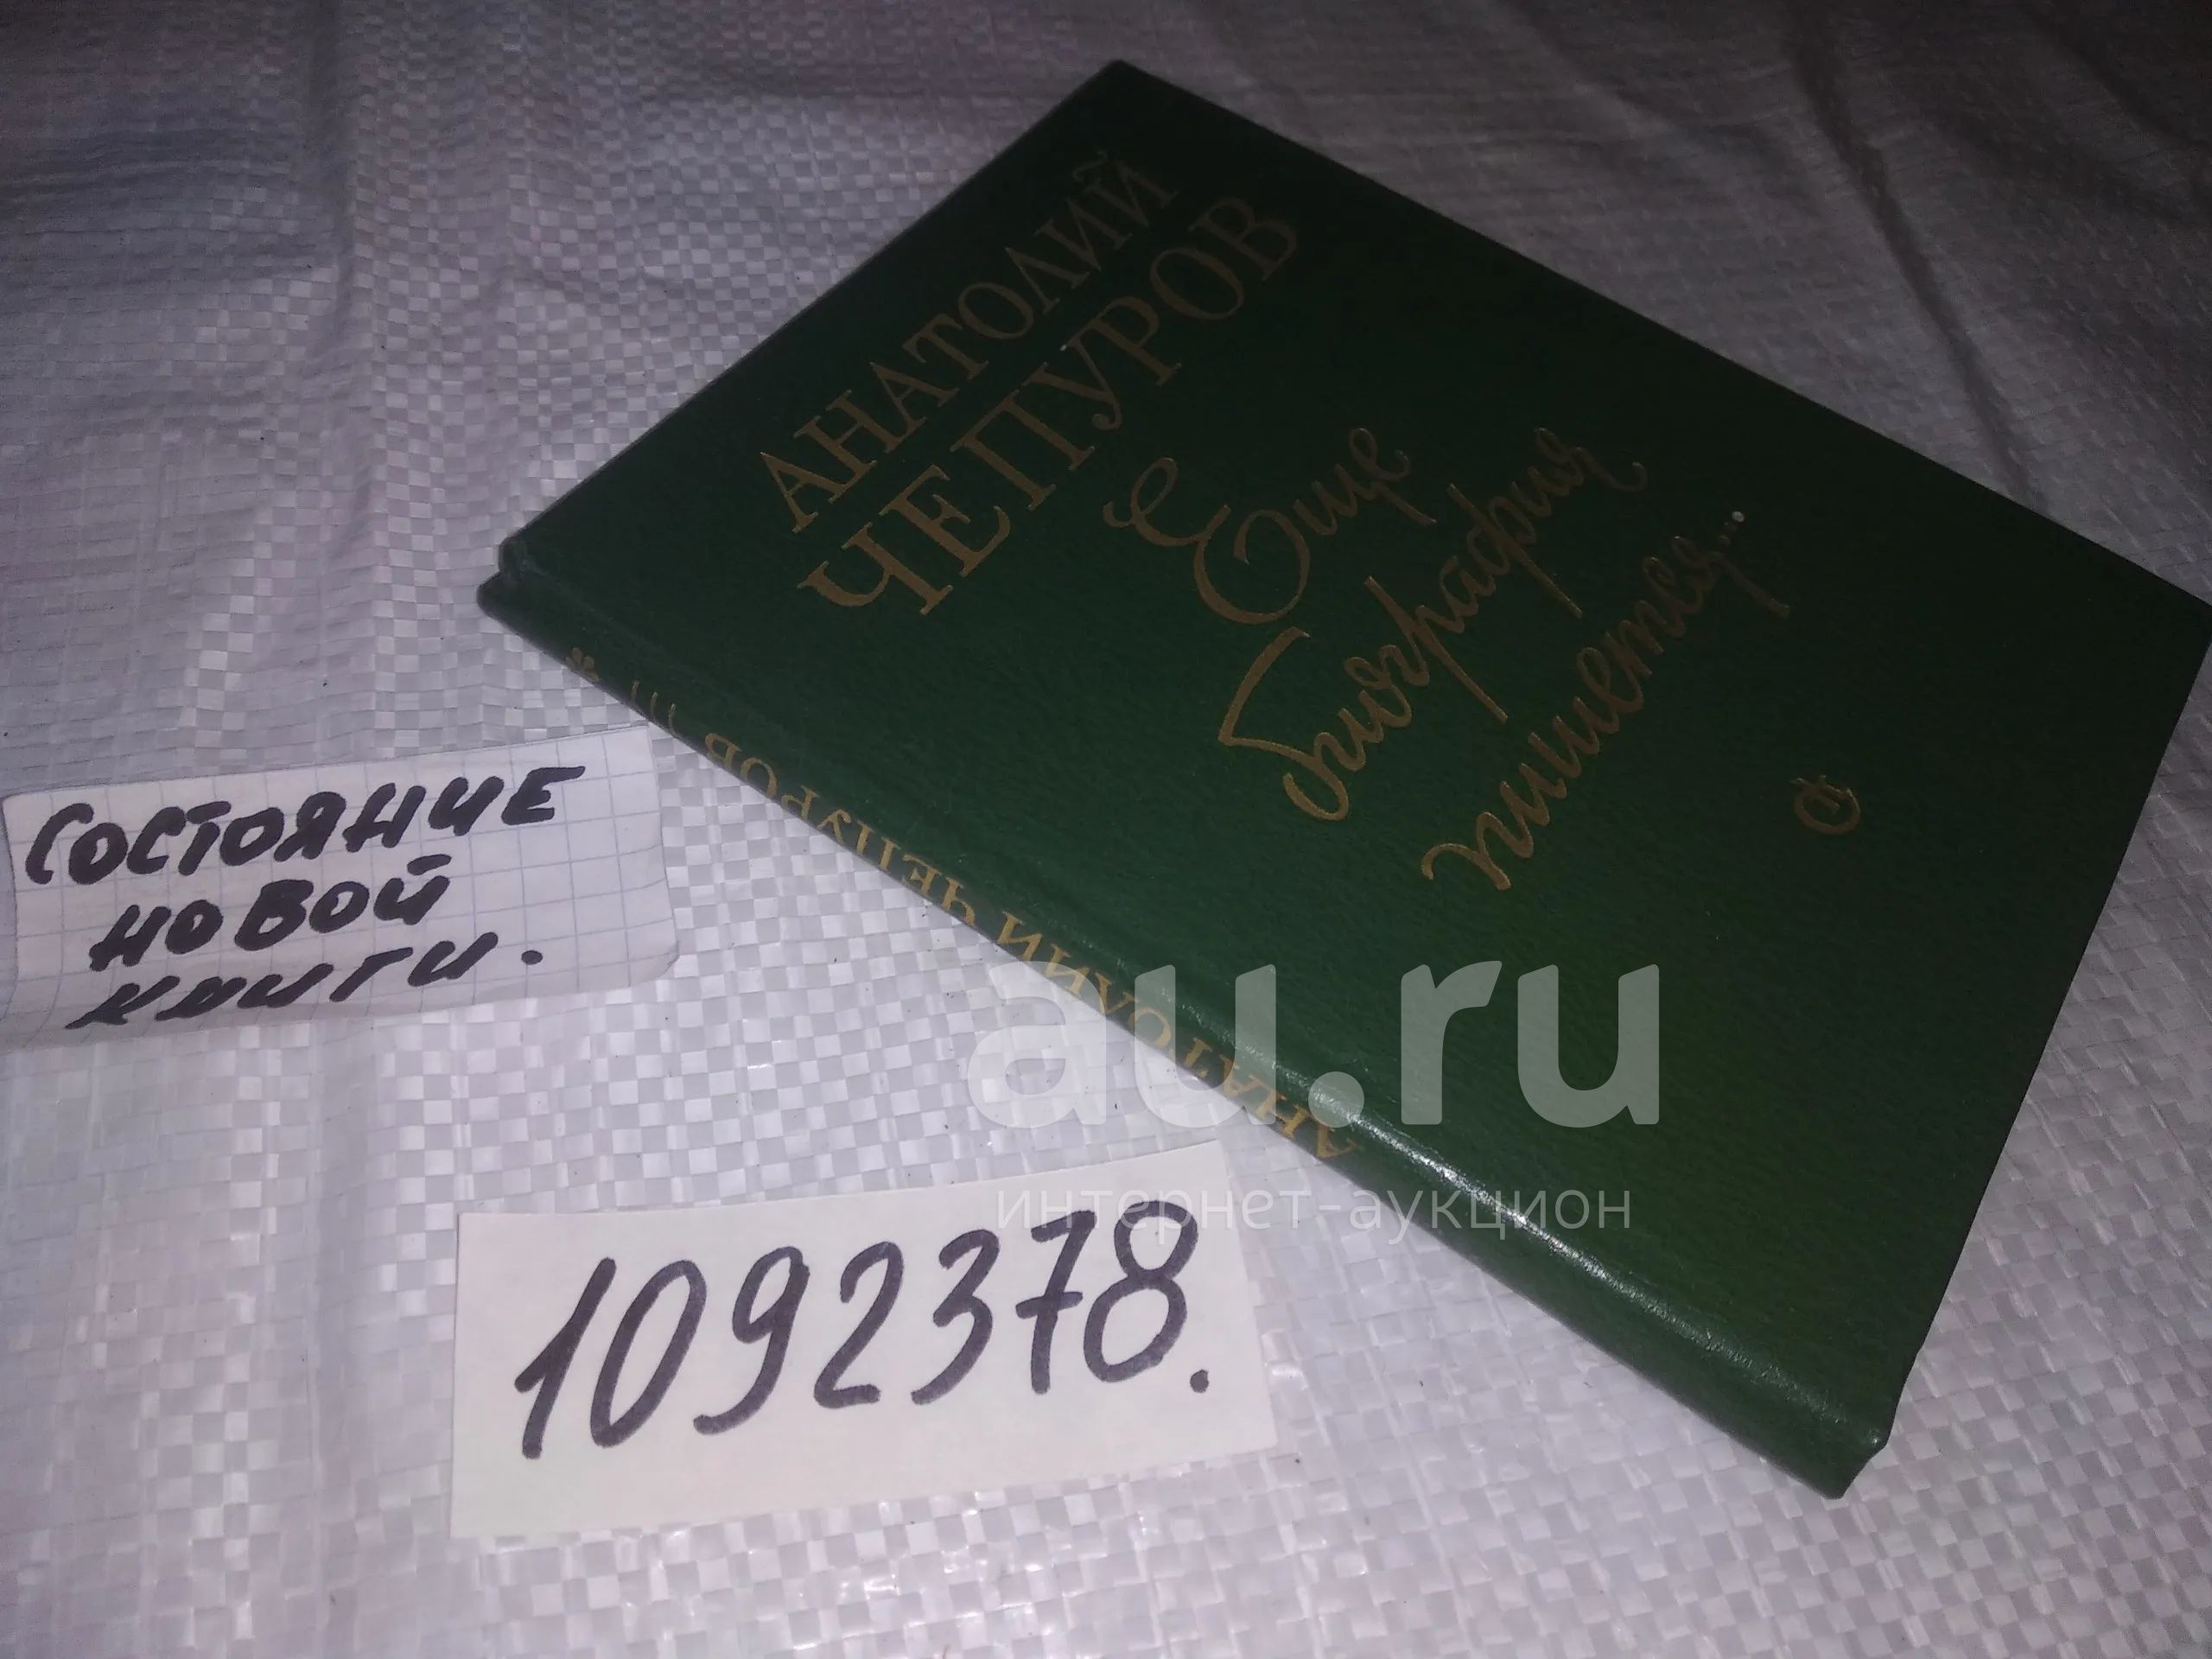 АНАТОЛИЙ
ЧЕПУРОВ
Еще
биография
пишется...
АНАТОЛИЙ ЧЕПУРОВ
СОСТОЯНИЕ
НОВОЙ
КНИГИ.
au.ru
интернет-аукцион
1092378.